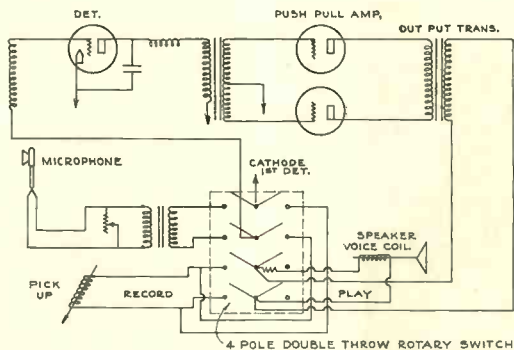 DET.
PUSH PULL AMP,
OUT PUT TRANS.
MICROPHONE
CATHODE
1ST DET.
SPEAKER
VOICE COIL
PICK
UP
RECORD
PLAY
4 POLE DOUBLE THROW ROTARY SWITCH